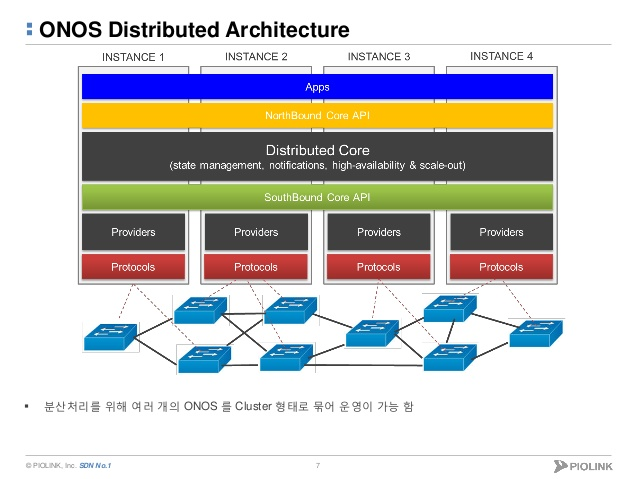 ONOS Distributed Architecture
INSTANCE 1 INSTANCE 2 INSTANCE 3 INSTANCE 4
Apps
NorthBound Core API
Distributed Core
(state management, notifications, high-availability & scale-out)
SouthBound Core API
Providers Providers Providers Providers
Protocols Protocols Protocols Protocols
▪ 분산처리를 위해 여러 개의 ONOS 를 Cluster 형태로 묶어 운영이 가능 함
© PIOLINK, Inc. SDN No.1 7 PIOLINK